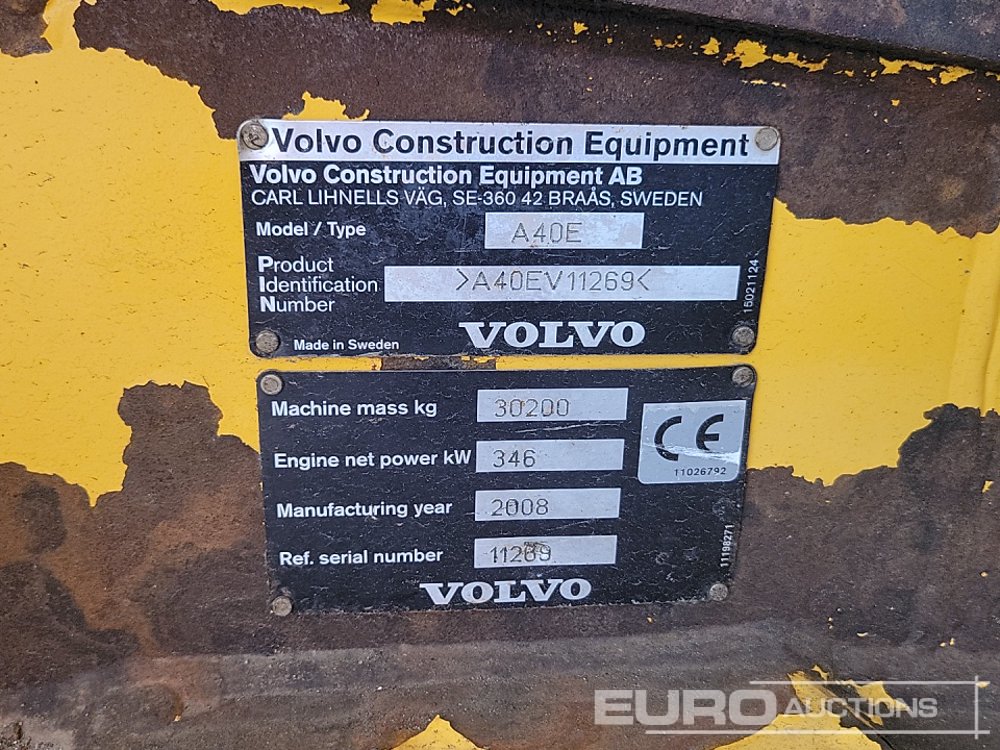 Volvo Construction Equipment
Volvo Construction Equipment AB
CARL LIHNELLS VÄG, SE-360 42 BRAÅS, SWEDEN
Model / Type A40E
Product
Identification >A40EV11269<
Number
15021124
Made in Sweden VOLVO
Machine mass kg 30200
CE
Engine net power kW 346
11026792
Manufacturing year 2008
Ref. serial number 11269
11198271
VOLVO
EURO AUCTIONS